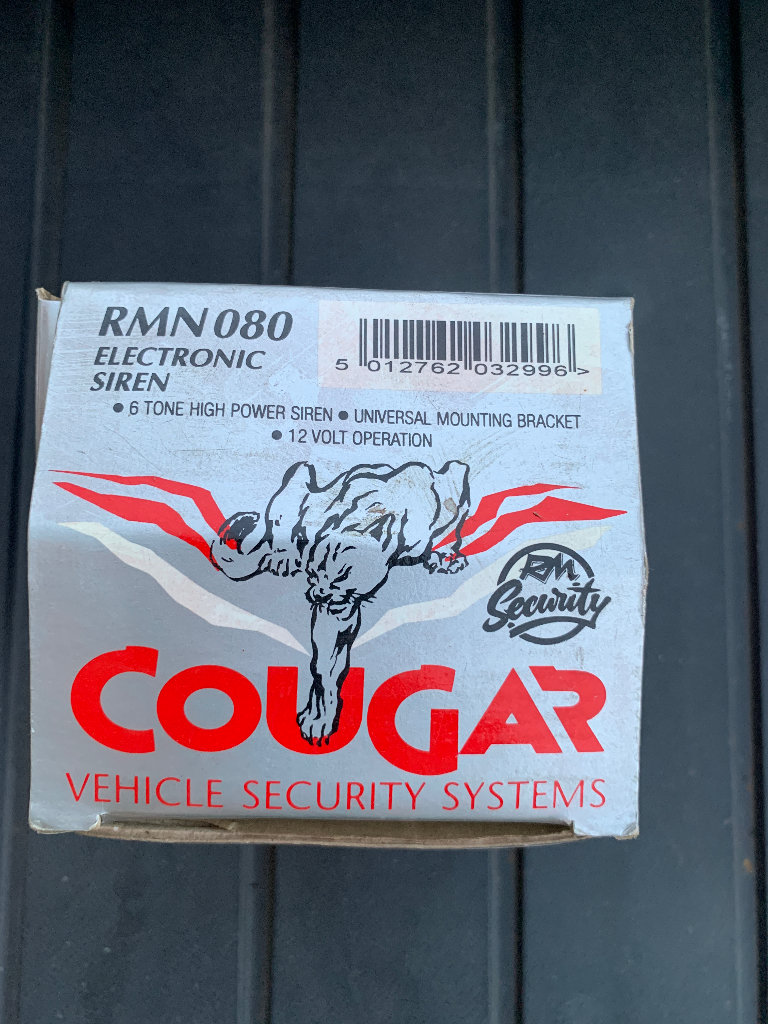 RMN 080
ELECTRONIC
SIREN
5 012762 032996 >
● 6 TONE HIGH POWER SIREN ● UNIVERSAL MOUNTING BRACKET
● 12 VOLT OPERATION
RM
Security
COUGAR
VEHICLE SECURITY SYSTEMS